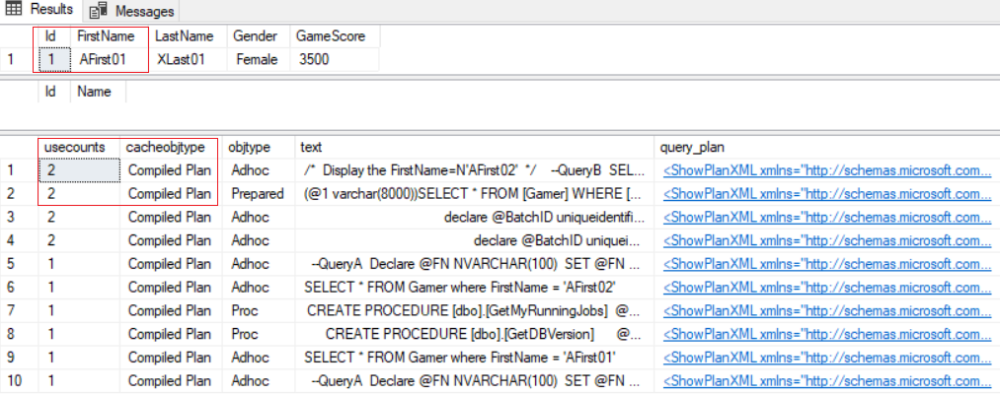 Results Messages
Id FirstName LastName Gender GameScore
1 1 AFirst01 XLast01 Female 3500
Id Name
usecounts cacheobjtype objtype text query_plan
1 2 Compiled Plan Adhoc /* Display the FirstName=N'AFirst02' */ --QueryB SEL... <ShowPlanXML xmlns="http://schemas.microsoft.com...
2 2 Compiled Plan Prepared (@1 varchar(8000))SELECT * FROM [Gamer] WHERE [... <ShowPlanXML xmlns="http://schemas.microsoft.com...
3 2 Compiled Plan Adhoc declare @BatchID uniqueidentifi... <ShowPlanXML xmlns="http://schemas.microsoft.com...
4 2 Compiled Plan Adhoc declare @BatchID uniquei... <ShowPlanXML xmlns="http://schemas.microsoft.com...
5 1 Compiled Plan Adhoc --QueryA Declare @FN NVARCHAR(100) SET @FN ... <ShowPlanXML xmlns="http://schemas.microsoft.com...
6 1 Compiled Plan Adhoc SELECT * FROM Gamer where FirstName = 'AFirst02' <ShowPlanXML xmlns="http://schemas.microsoft.com...
7 1 Compiled Plan Proc CREATE PROCEDURE [dbo].[GetMyRunningJobs] @... <ShowPlanXML xmlns="http://schemas.microsoft.com...
8 1 Compiled Plan Proc CREATE PROCEDURE [dbo].[GetDBVersion] @... <ShowPlanXML xmlns="http://schemas.microsoft.com...
9 1 Compiled Plan Adhoc SELECT * FROM Gamer where FirstName = 'AFirst01' <ShowPlanXML xmlns="http://schemas.microsoft.com...
10 1 Compiled Plan Adhoc --QueryA Declare @FN NVARCHAR(100) SET @FN ... <ShowPlanXML xmlns="http://schemas.microsoft.com...